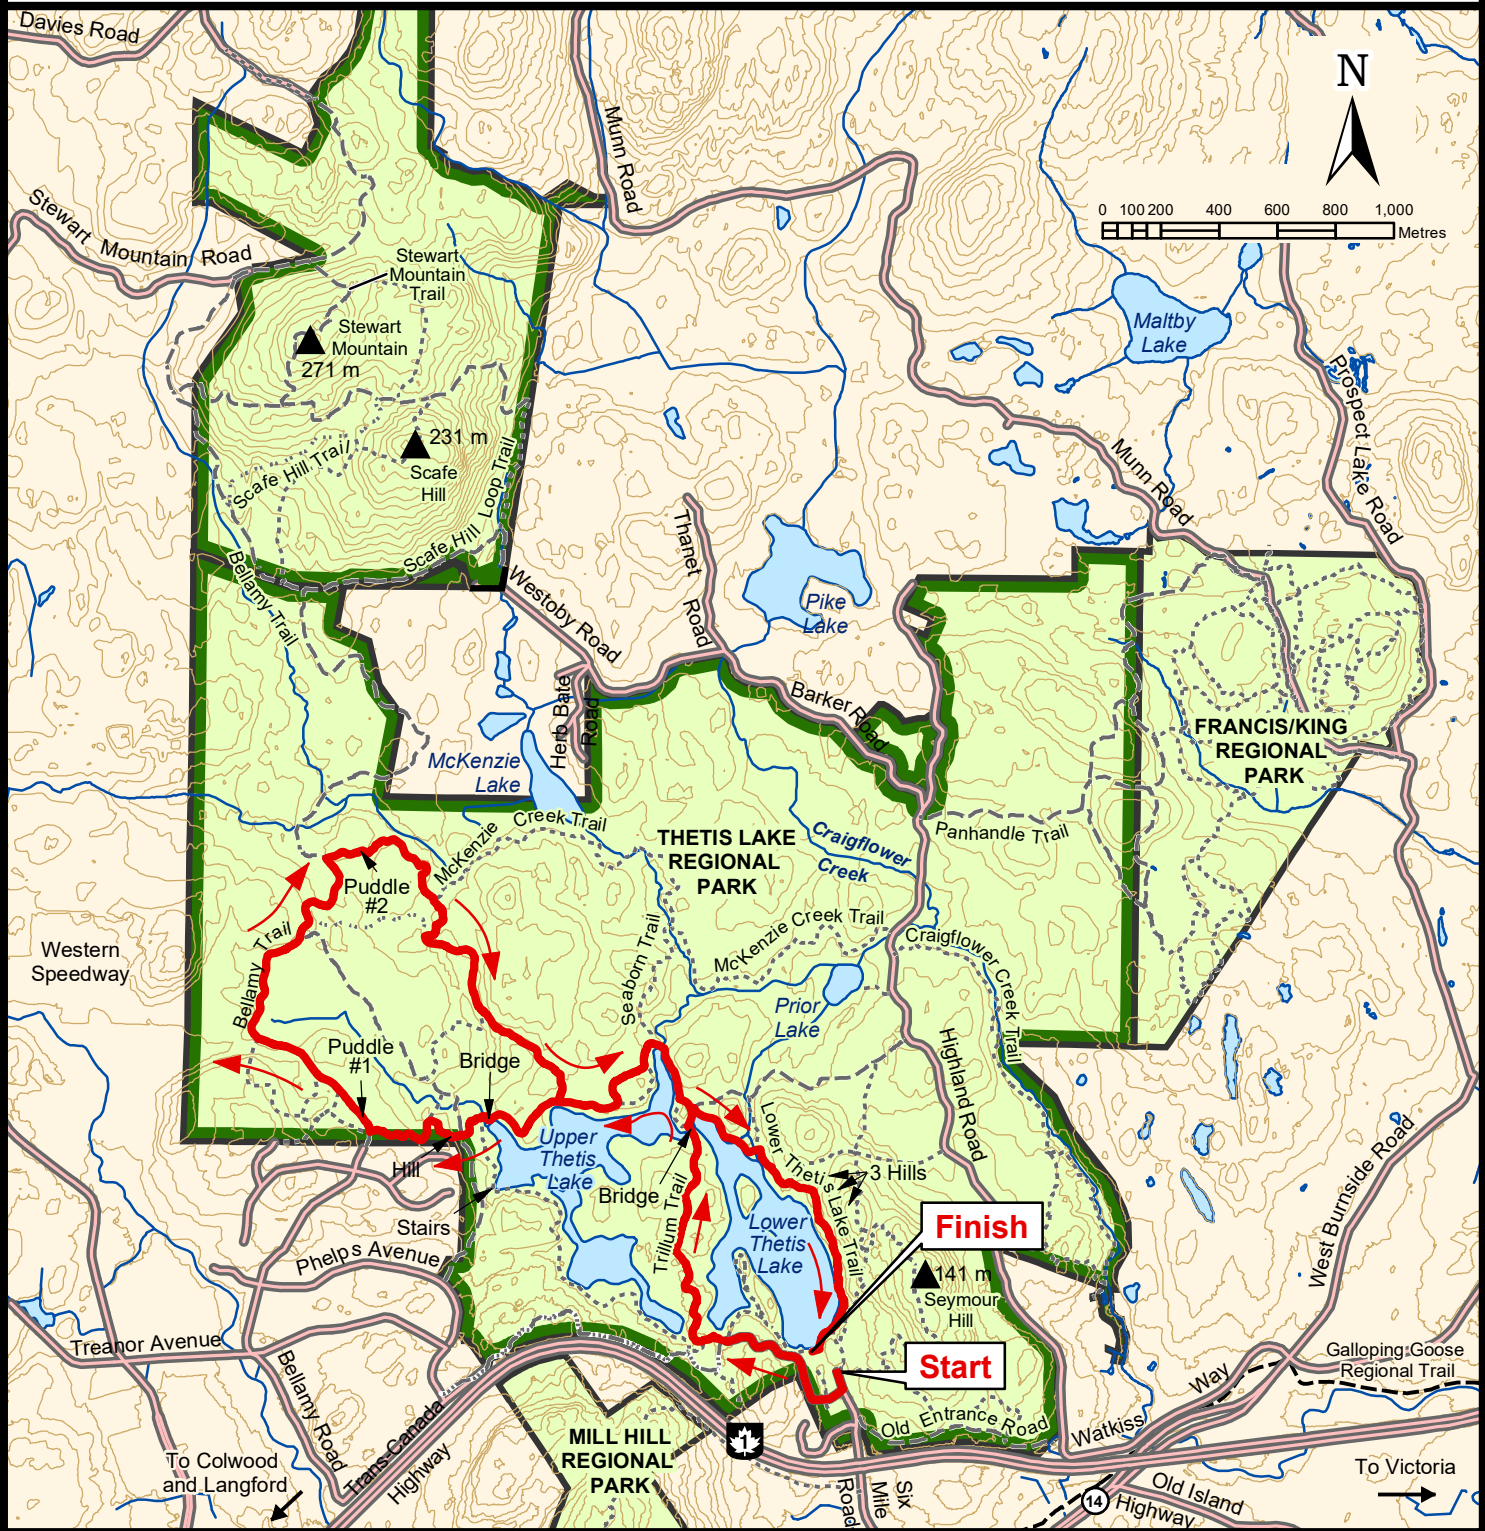 Davies Road
N
0 100 200 400 600 800 1,000
Metres
Munn Road
Stewart Mountain Road
Stewart
Mountain
Trail
Stewart
Mountain
271 m
Maltby
Lake
Prospect Lake Road
231 m
Scafe
Hill
Scafe Hill Trail
Scafe Hill Loop Trail
Munn Road
Thanet Road
Bellamy Trail
Westoby Road
Pike
Lake
Herb Bate
Road
Barker Road
FRANCIS/KING
REGIONAL
PARK
McKenzie
Lake
McKenzie Creek Trail
THETIS LAKE
REGIONAL
PARK
Craigflower
Creek
Panhandle Trail
Puddle
#2
Western
Speedway
Bellamy Trail
Seaborn Trail
McKenzie Creek Trail
Craigflower Creek Trail
Prior
Lake
Highland Road
Puddle
#1
Bridge
Upper
Thetis
Lake
Hill
Lower Thetis Lake Trail
3 Hills
Bridge
Stairs
Trillum Trail
Lower
Thetis
Lake
Finish
West Burnside Road
Phelps Avenue
141 m
Seymour
Hill
Treanor Avenue
Start
Galloping Goose
Regional Trail
Bellamy Road
Way
Watkiss
Old Entrance Road
Trans-Canada
Highway
1
MILL HILL
REGIONAL
PARK
To Colwood
and Langford
To Victoria
Six
Mile
Road
14
Old Island
Highway